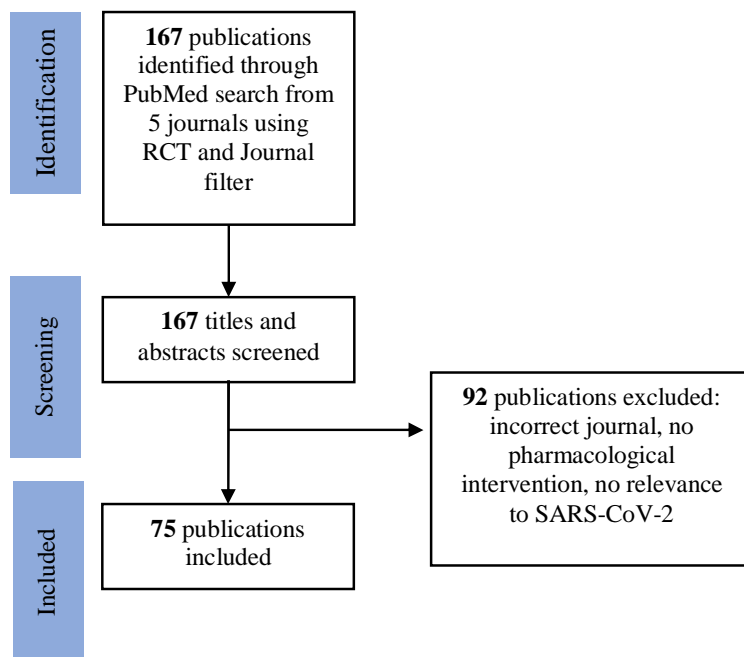 Identification
167 publications
identified through
PubMed search from
5 journals using
RCT and Journal
filter
Screening
167 titles and
abstracts screened
92 publications excluded:
incorrect journal, no
pharmacological
intervention, no relevance
to SARS-CoV-2
Included
75 publications
included